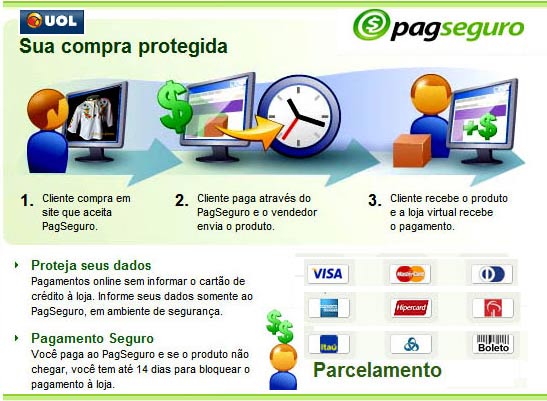 UOL
pagseguro
Sua compra protegida
$
$
+$
1. Cliente compra em
site que aceita
PagSeguro.
2. Cliente paga através do
PagSeguro e o vendedor
envia o produto.
3. Cliente recebe o produto
e a loja virtual recebe
o pagamento.
Proteja seus dados
Pagamentos online sem informar o cartão de
crédito à loja. Informe seus dados somente ao
PagSeguro, em ambiente de segurança.
Pagamento Seguro
Você paga ao PagSeguro e se o produto não
chegar, você tem até 14 dias para bloquear o
pagamento à loja.
VISA
MasterCard
Hipercard
Itaú
Boleto
$$
Parcelamento